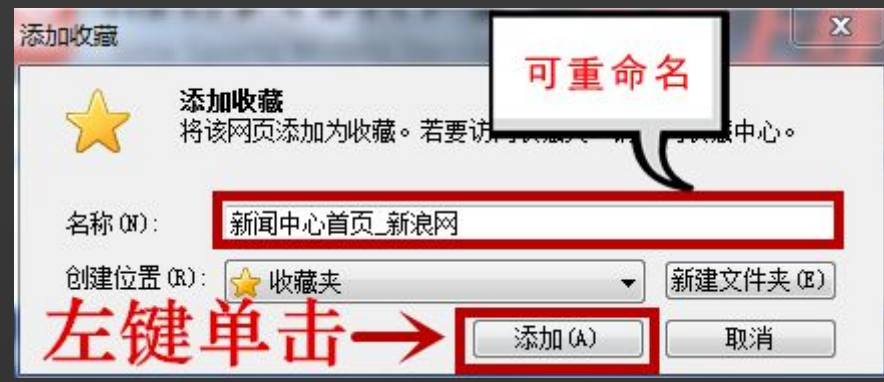 添加收藏
可重命名
添加收藏
将该网页添加为收藏。若要访 中心。
名称(N): 新闻中心首页_新浪网
创建位置(R): 收藏夹 新建文件夹(E)
左键单击→ 添加(A) 取消